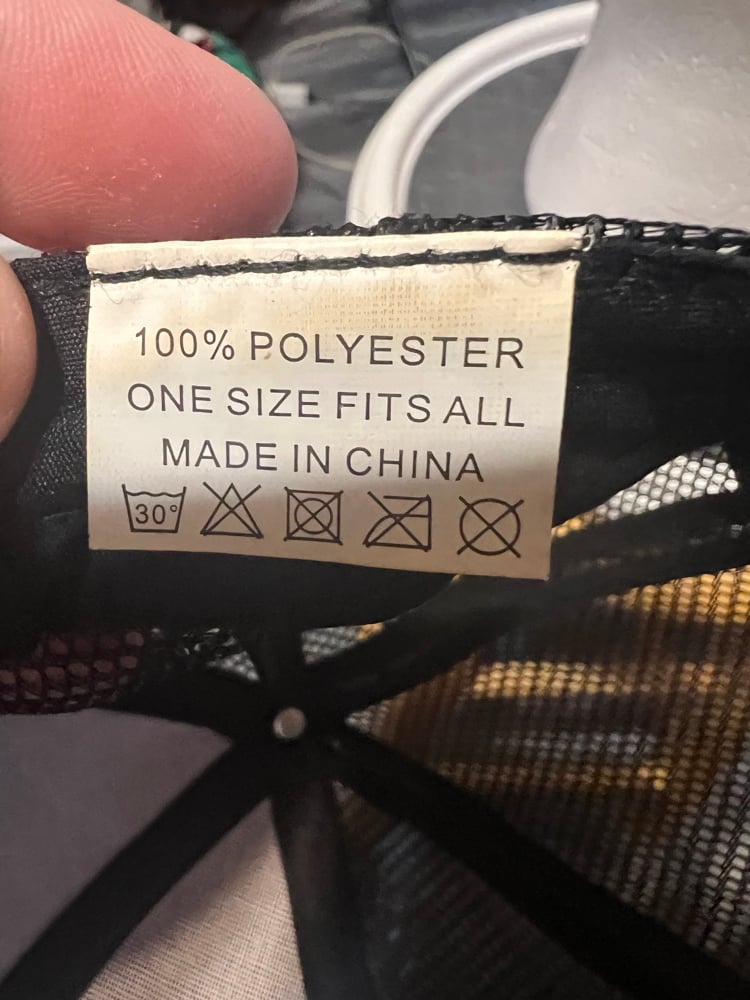 100% POLYESTER
ONE SIZE FITS ALL
MADE IN CHINA
30°